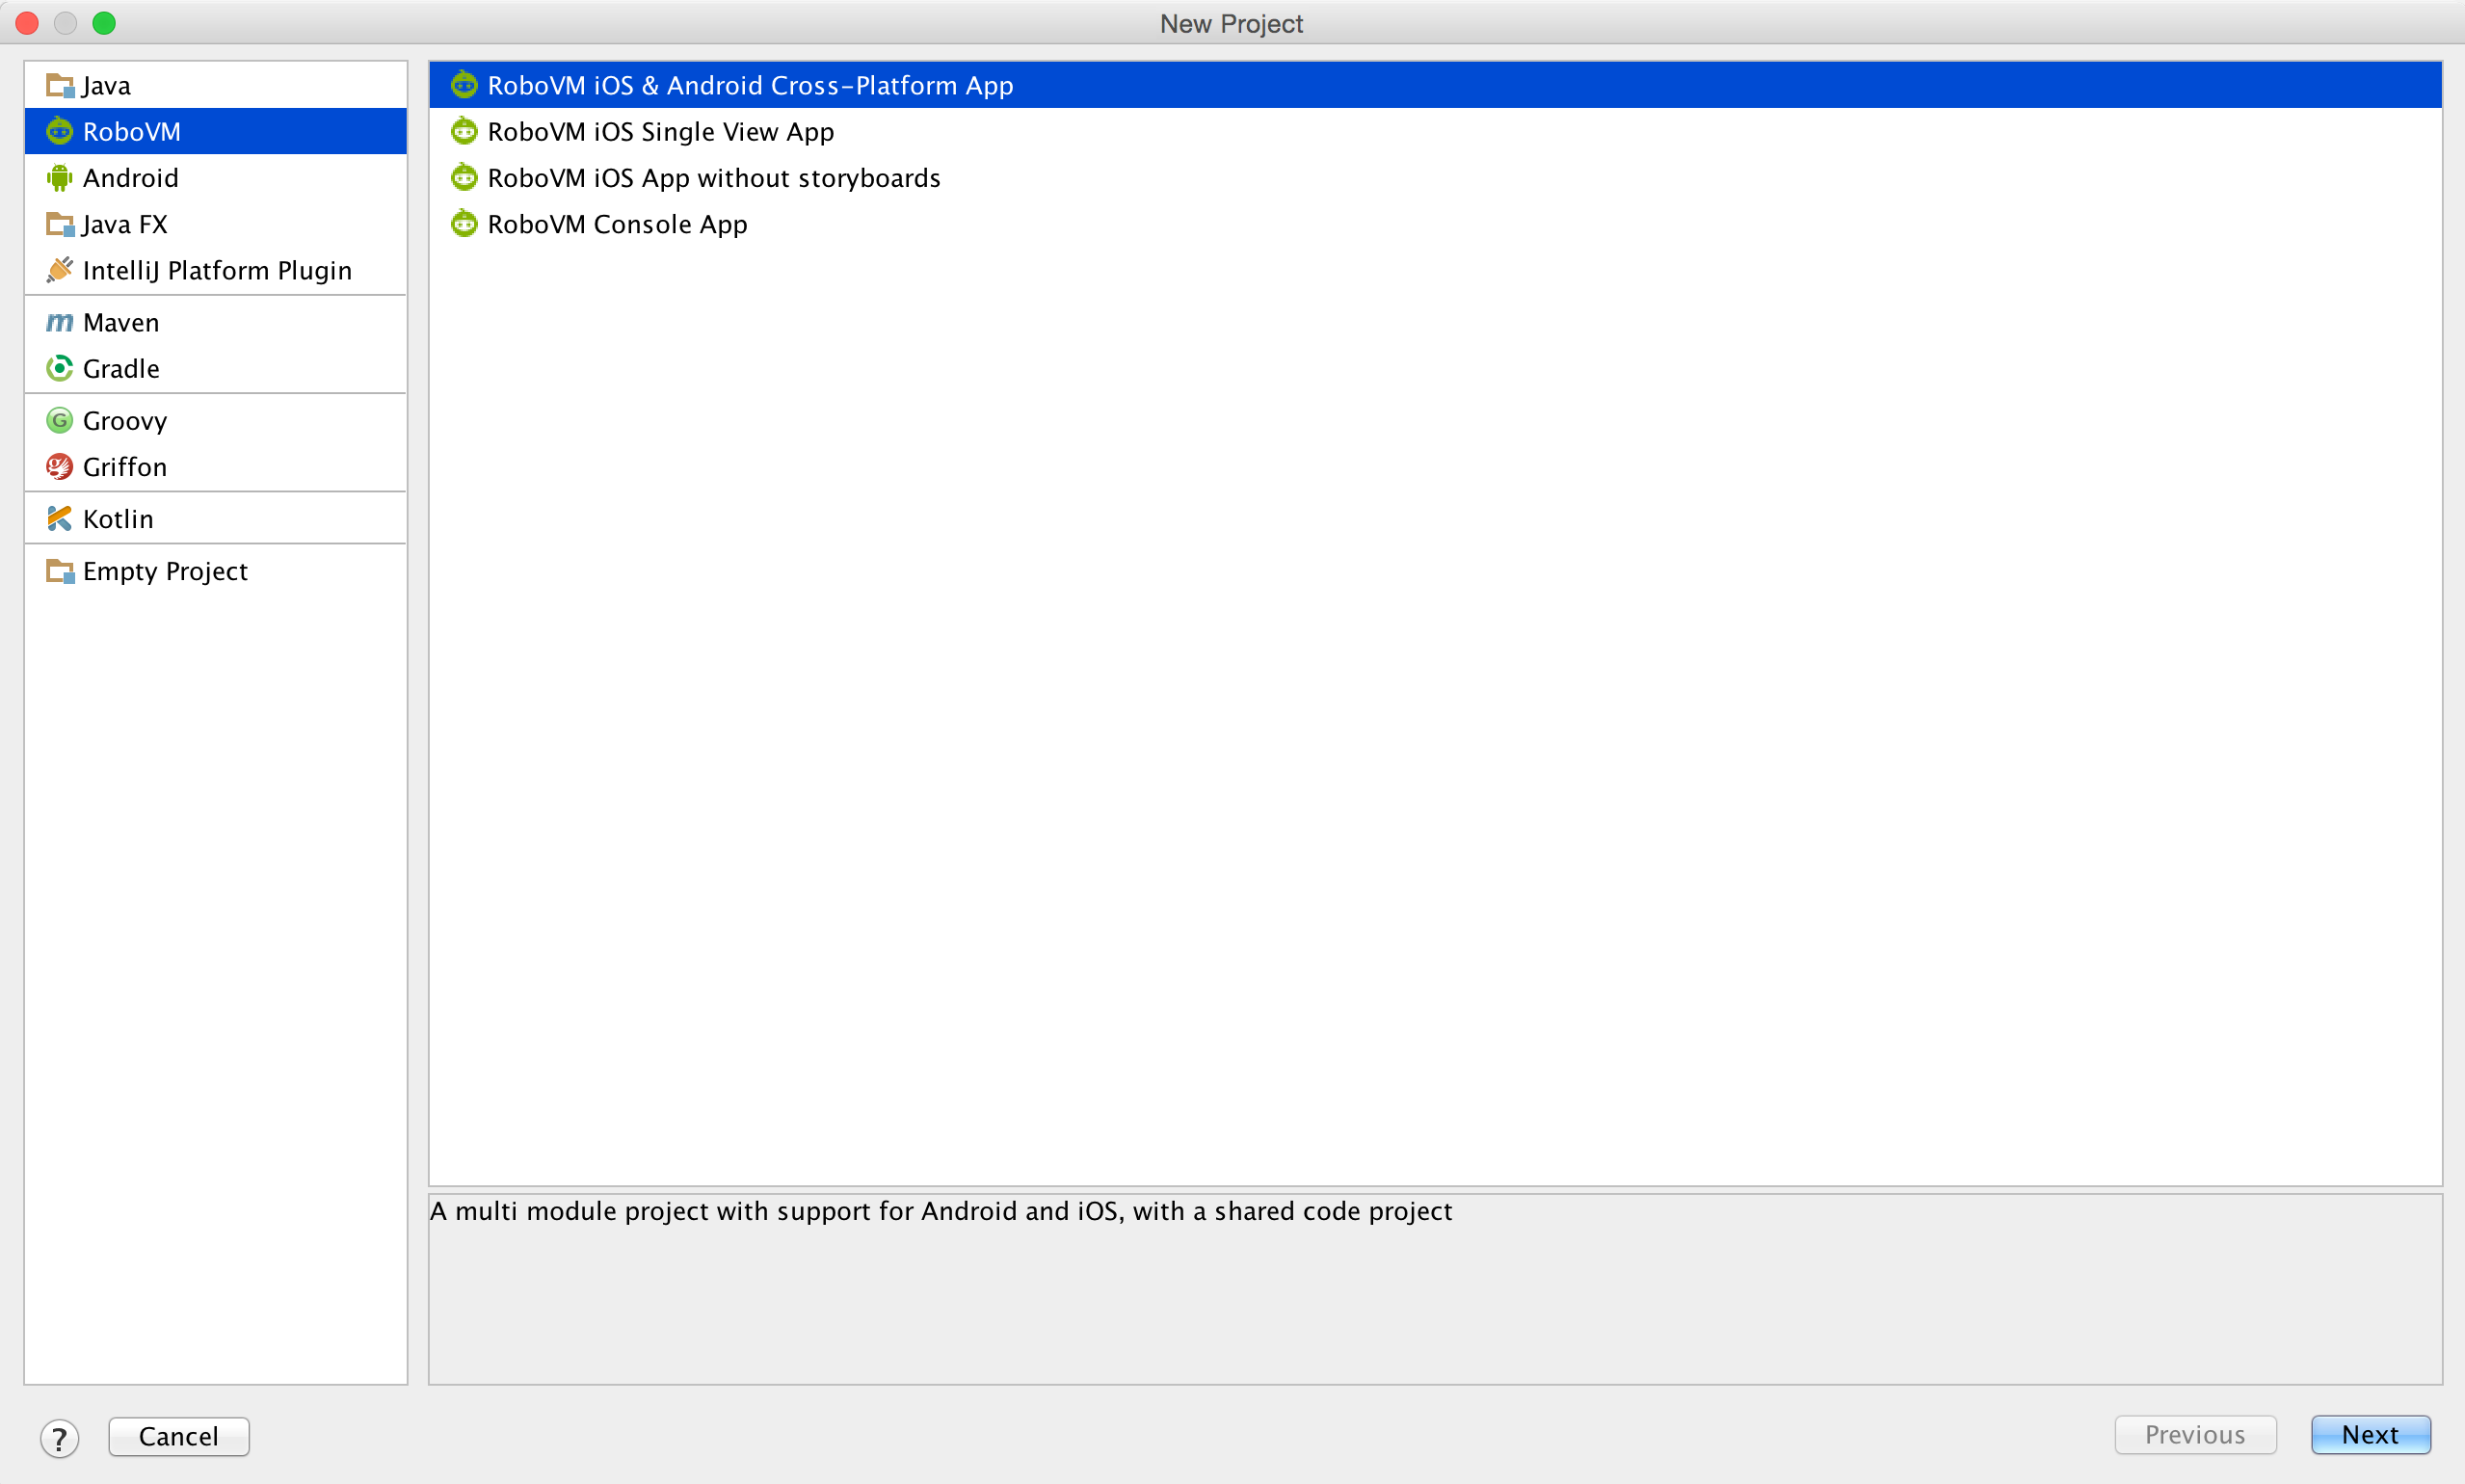 New Project
Java
RoboVM
Android
Java FX
IntelliJ Platform Plugin
Maven
Gradle
Groovy
Griffon
Kotlin
Empty Project
RoboVM iOS & Android Cross-Platform App
RoboVM iOS Single View App
RoboVM iOS App without storyboards
RoboVM Console App
A multi module project with support for Android and iOS, with a shared code project
? Cancel Previous Next